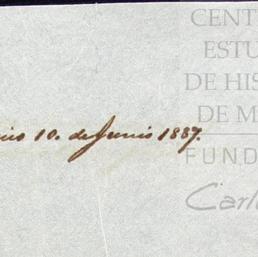 CENT
ESTU
DE HIS
DE M
FUND
Carl
10. de Junio 1887.